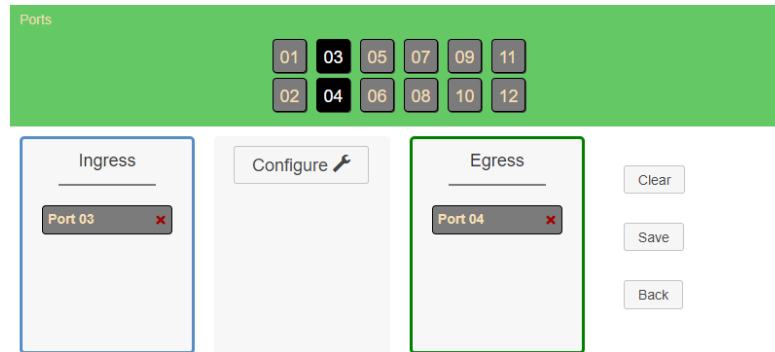 Ports
01 03 05 07 09 11
02 04 06 08 10 12
Ingress
Configure
Egress
Port 03
Port 04
Clear
Save
Back